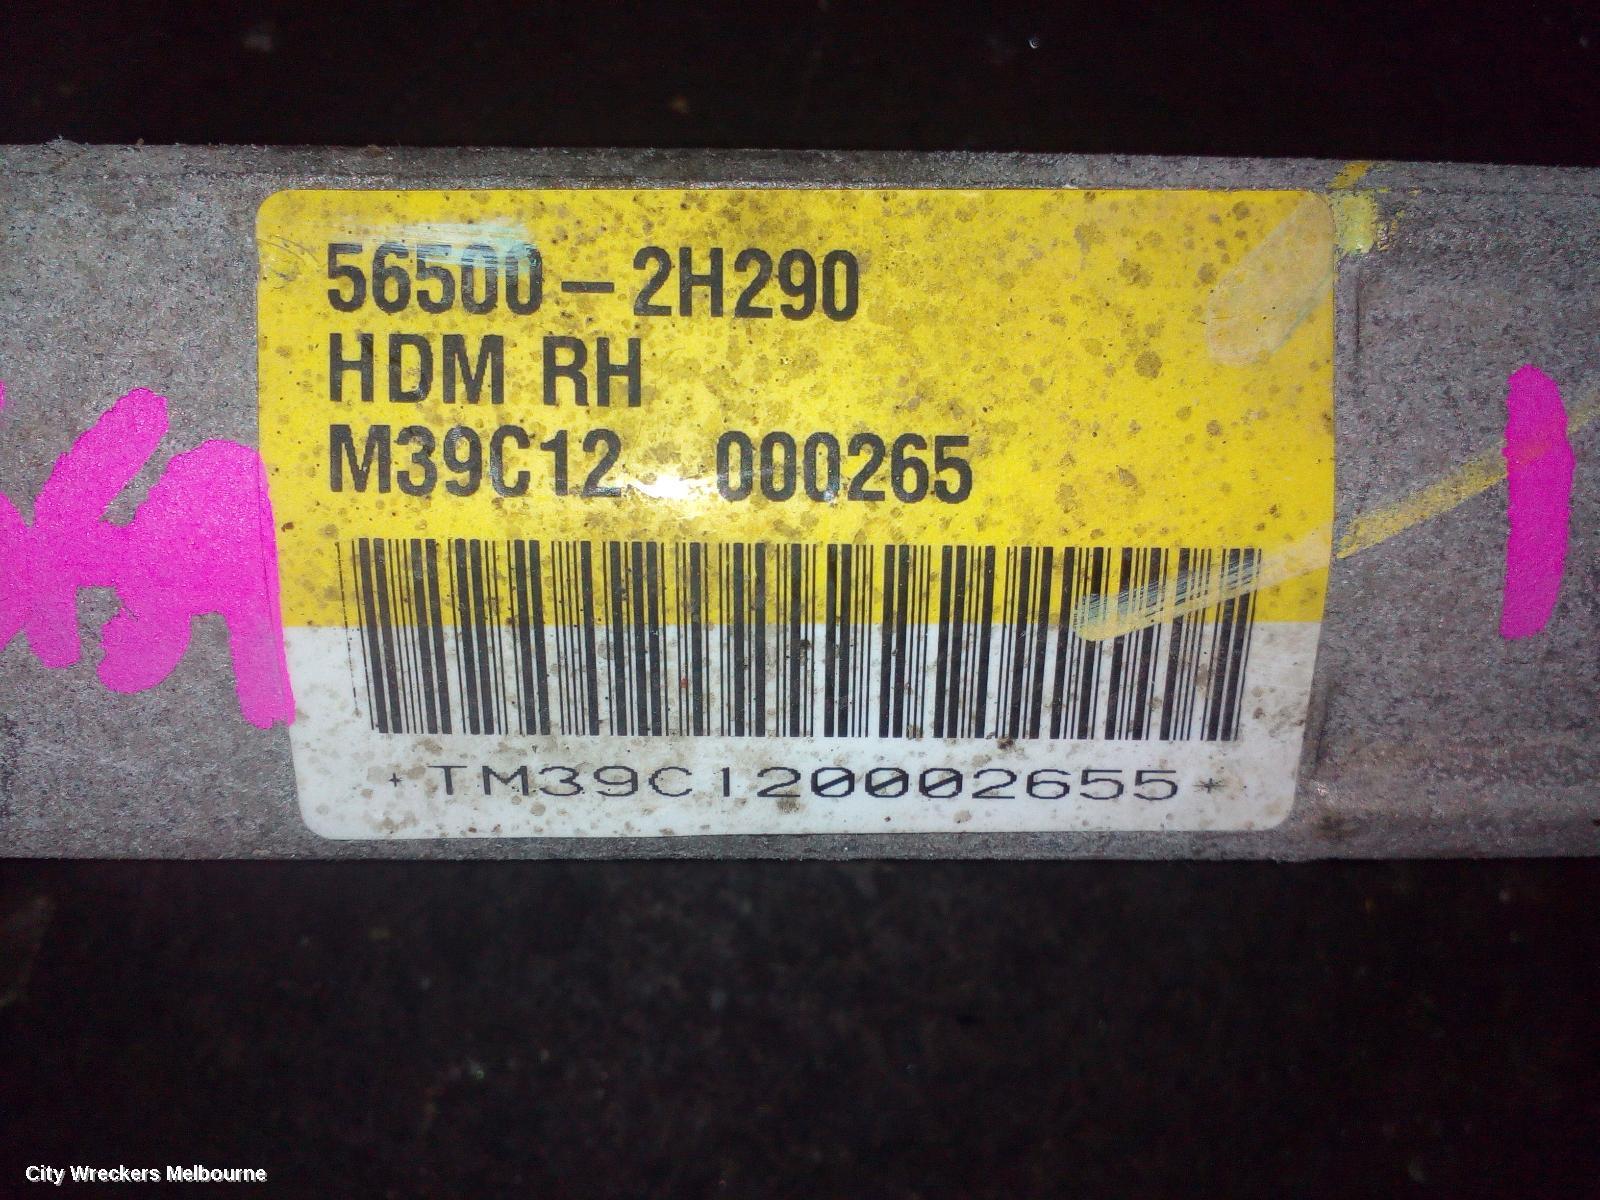 56500-2H290
HDM RH
M39C12 000265
*TM39C120002655*
City Wreckers Melbourne